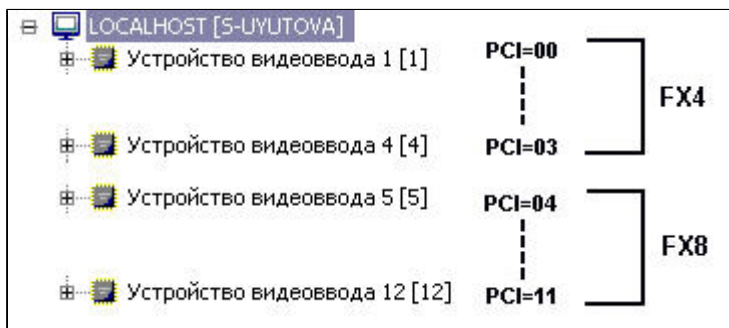 LOCALHOST [S-UYUTOVA]
Устройство видеоввода 1 [1] PCI=00
FX4
Устройство видеоввода 4 [4] PCI=03
Устройство видеоввода 5 [5] PCI=04
FX8
Устройство видеоввода 12 [12] PCI=11